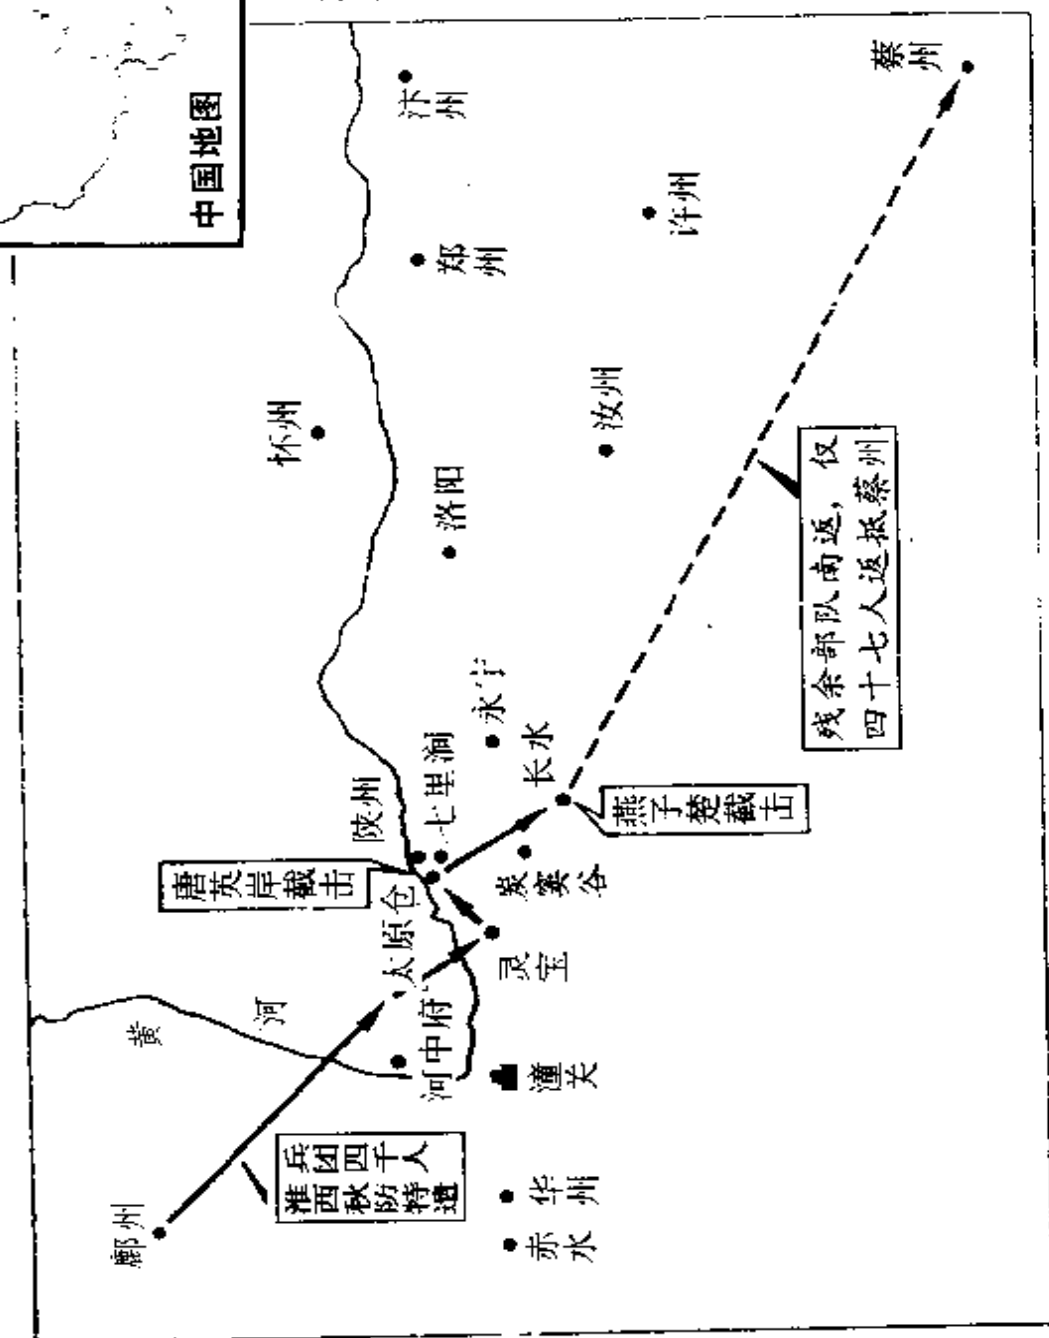 中国地图
鄜州
黄河
淮西秋防特遣
兵团四千人
河中府
潼关
华州
赤水
太原仓
灵宝
唐英岸截击
陕州
七里涧
永宁
长水
炭窦谷
燕子楚截击
怀州
洛阳
汝州
郑州
汴州
许州
蔡州
残余部队南返，仅
四十七人返抵蔡州